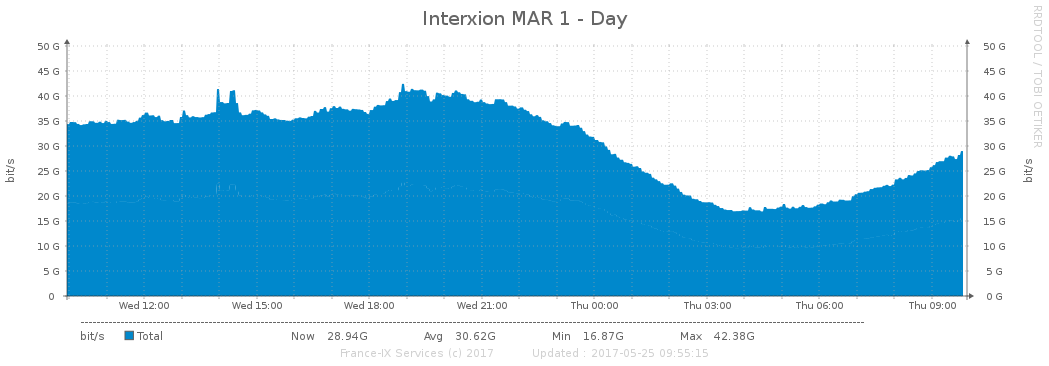 Interxion MAR 1 - Day
RRDTOOL / TOBI OETIKER
50 G 50 G
45 G 45 G
40 G 40 G
35 G 35 G
30 G 30 G
25 G 25 G
20 G 20 G
15 G 15 G
10 G 10 G
5 G 5 G
0 0 G
bit/s
bit/s
Wed 12:00 Wed 15:00 Wed 18:00 Wed 21:00 Thu 00:00 Thu 03:00 Thu 06:00 Thu 09:00
bit/s Total Now 28.94G Avg 30.62G Min 16.87G Max 42.38G
France-IX Services (c) 2017 Updated : 2017-05-25 09:55:15